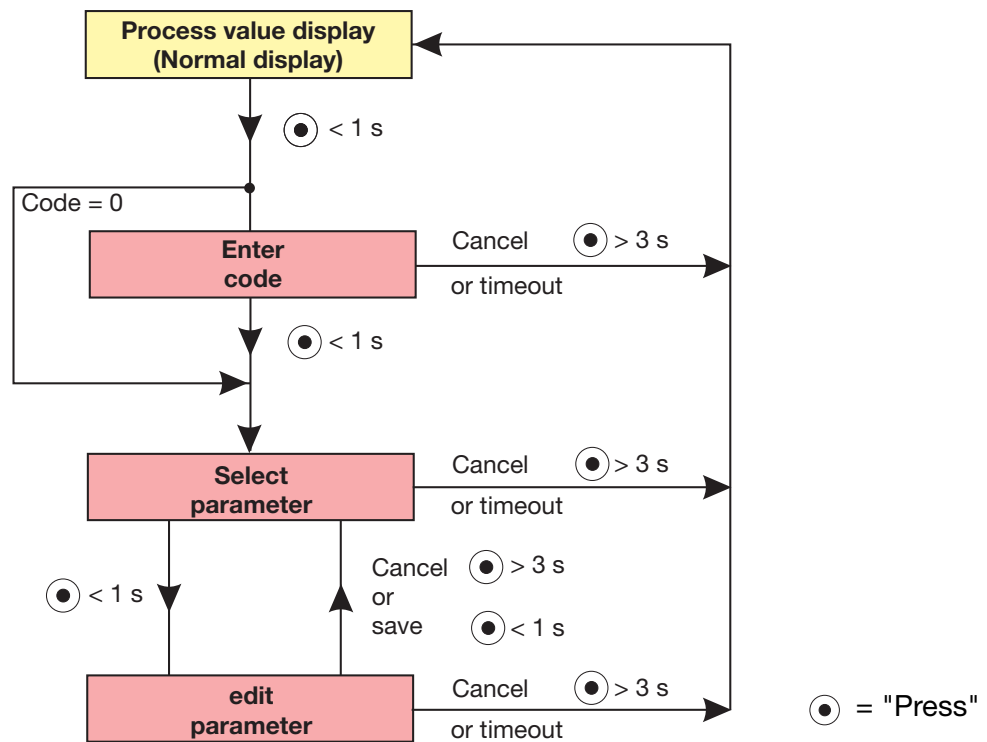 Process value display
(Normal display)
< 1 s
Code = 0
Enter
code
Cancel > 3 s
or timeout
< 1 s
Select
parameter
Cancel > 3 s
or timeout
< 1 s
Cancel > 3 s
or
save < 1 s
edit
parameter
Cancel > 3 s
or timeout
= "Press"